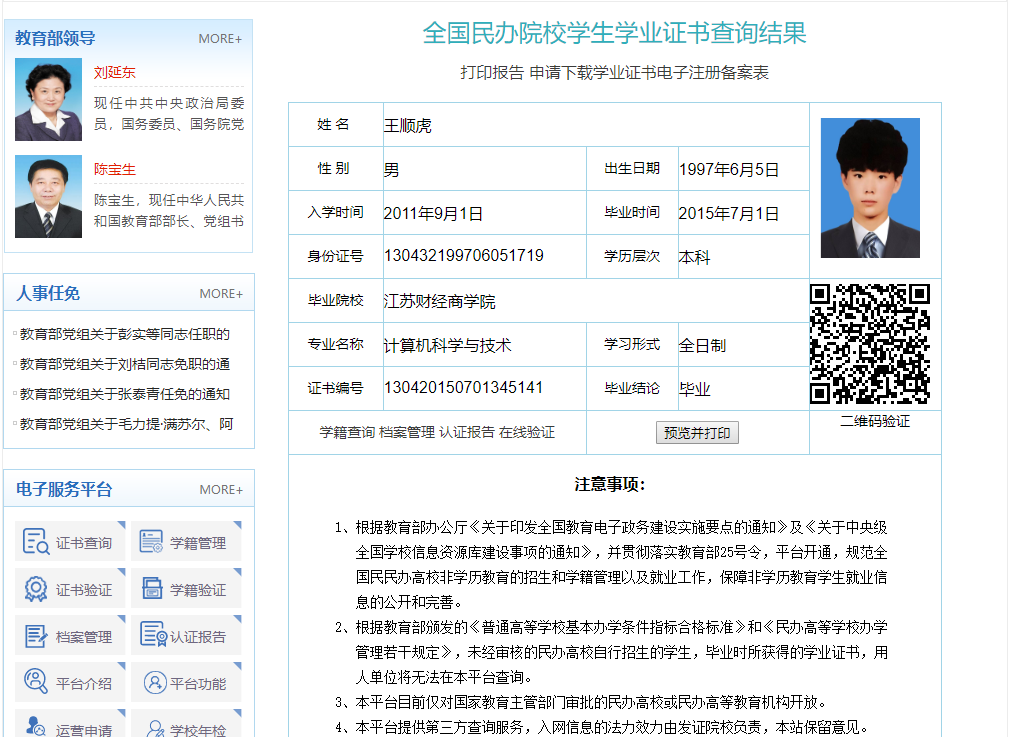 教育部领导 MORE+
刘延东
现任中共中央政治局委
员，国务委员、国务院党
陈宝生
陈宝生，现任中华人民共
和国教育部部长、党组书
人事任免 MORE+
教育部党组关于彭实等同志任职的
教育部党组关于刘桔同志免职的通
教育部党组关于张泰青任免的通知
教育部党组关于毛力提·满苏尔、阿
电子服务平台 MORE+
证书查询 学籍管理
证书验证 学籍验证
档案管理 认证报告
平台介绍 平台功能
运营申请 学校年检
全国民办院校学生学业证书查询结果
打印报告 申请下载学业证书电子注册备案表
姓 名 王顺虎
性 别 男 出生日期 1997年6月5日
入学时间 2011年9月1日 毕业时间 2015年7月1日
身份证号 130432199706051719 学历层次 本科
毕业院校 江苏财经商学院
专业名称 计算机科学与技术 学习形式 全日制
证书编号 130420150701345141 毕业结论 毕业
学籍查询 档案管理 认证报告 在线验证 预览并打印 二维码验证
注意事项：
1、根据教育部办公厅《关于印发全国教育电子政务建设实施要点的通知》及《关于中央级
全国学校信息资源库建设事项的通知》，并贯彻落实教育部25号令，平台开通，规范全
国民民办高校非学历教育的招生和学籍管理以及就业工作，保障非学历教育学生就业信
息的公开和完善。
2、根据教育部颁发的《普通高等学校基本办学条件指标合格标准》和《民办高等学校办学
管理若干规定》，未经审核的民办高校自行招生的学生，毕业时所获得的学业证书，用
人单位将无法在本平台查询。
3、本平台目前仅对国家教育主管部门审批的民办高校或民办高等教育机构开放。
4、本平台提供第三方查询服务，入网信息的法力效力由发证院校负责，本站保留意见。